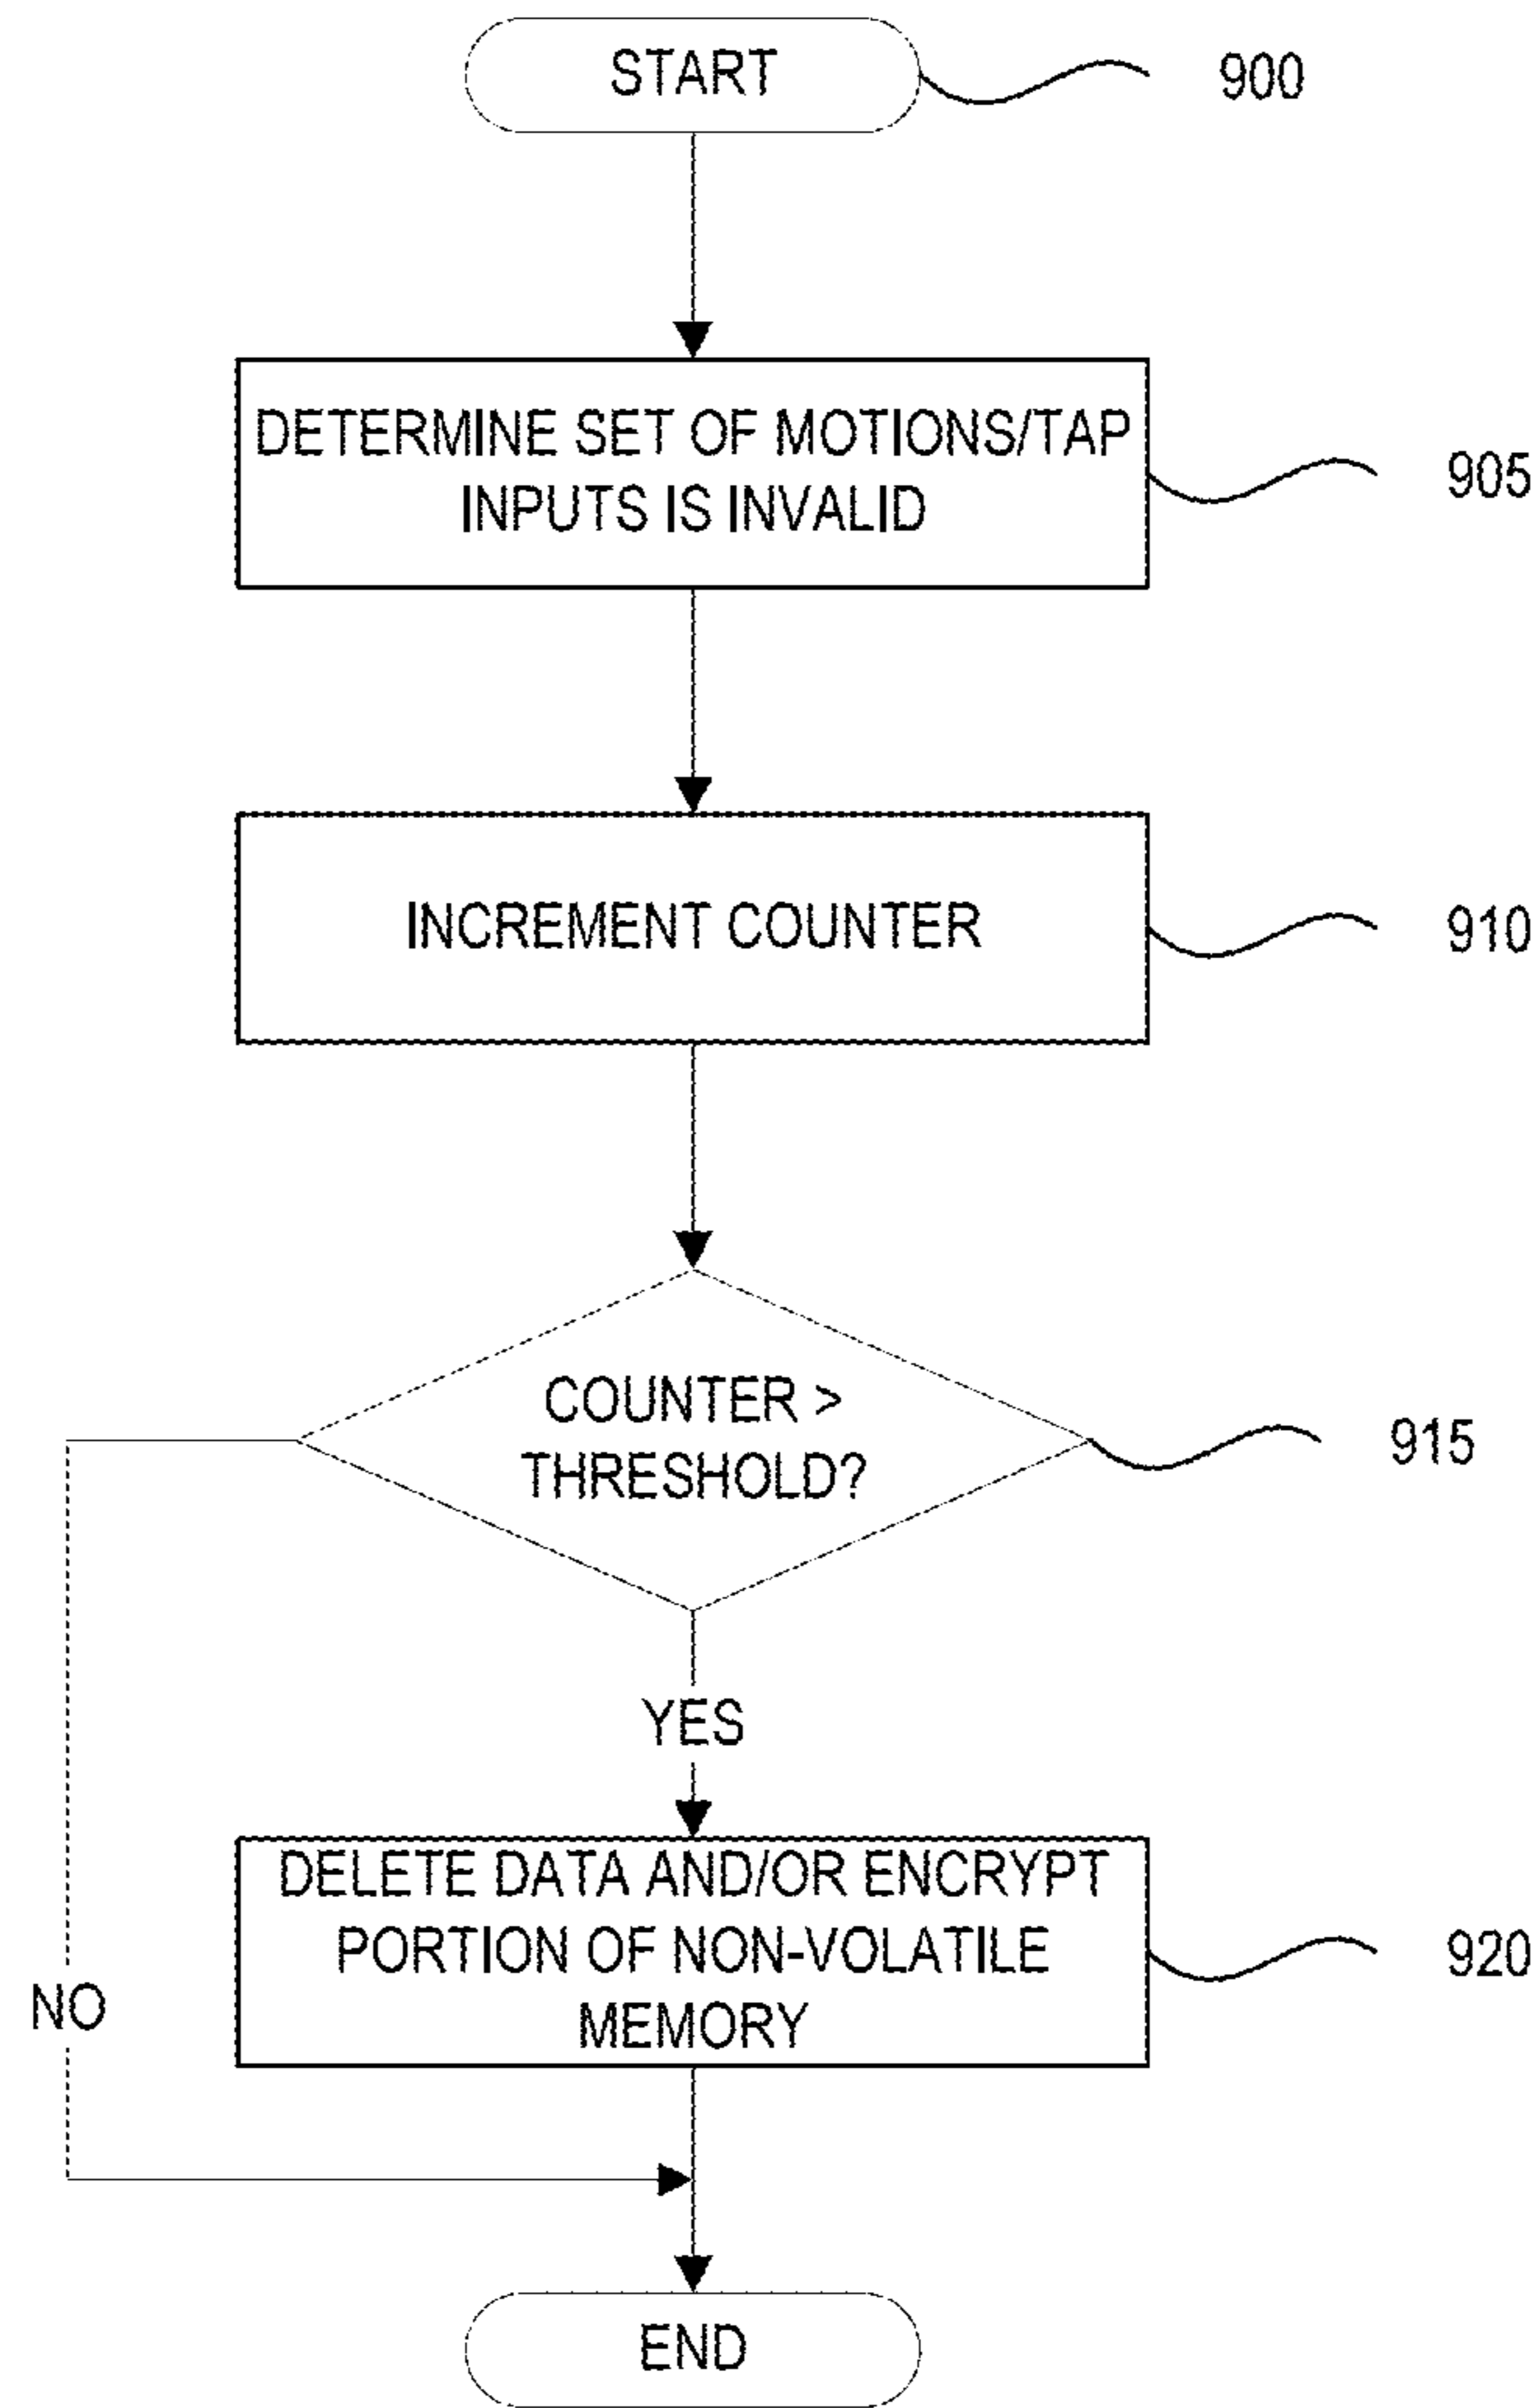 START
900
DETERMINE SET OF MOTIONS/TAP
INPUTS IS INVALID
905
INCREMENT COUNTER
910
COUNTER >
THRESHOLD?
915
YES
DELETE DATA AND/OR ENCRYPT
PORTION OF NON-VOLATILE
MEMORY
920
NO
END